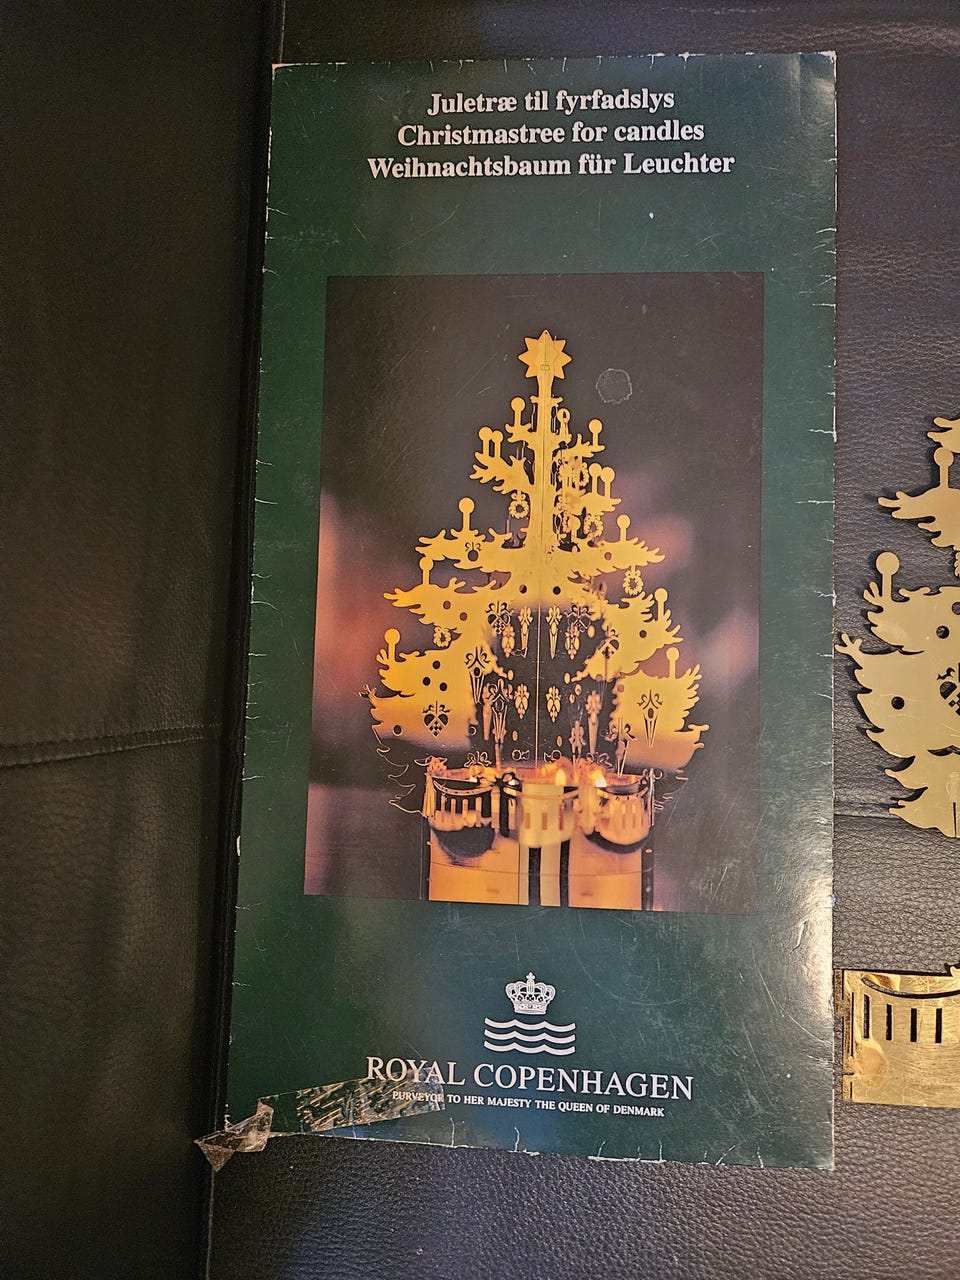 Juletræ til fyrfadslys
Christmastree for candles
Weihnachtsbaum für Leuchter
ROYAL COPENHAGEN
PURVEYOR TO HER MAJESTY THE QUEEN OF DENMARK